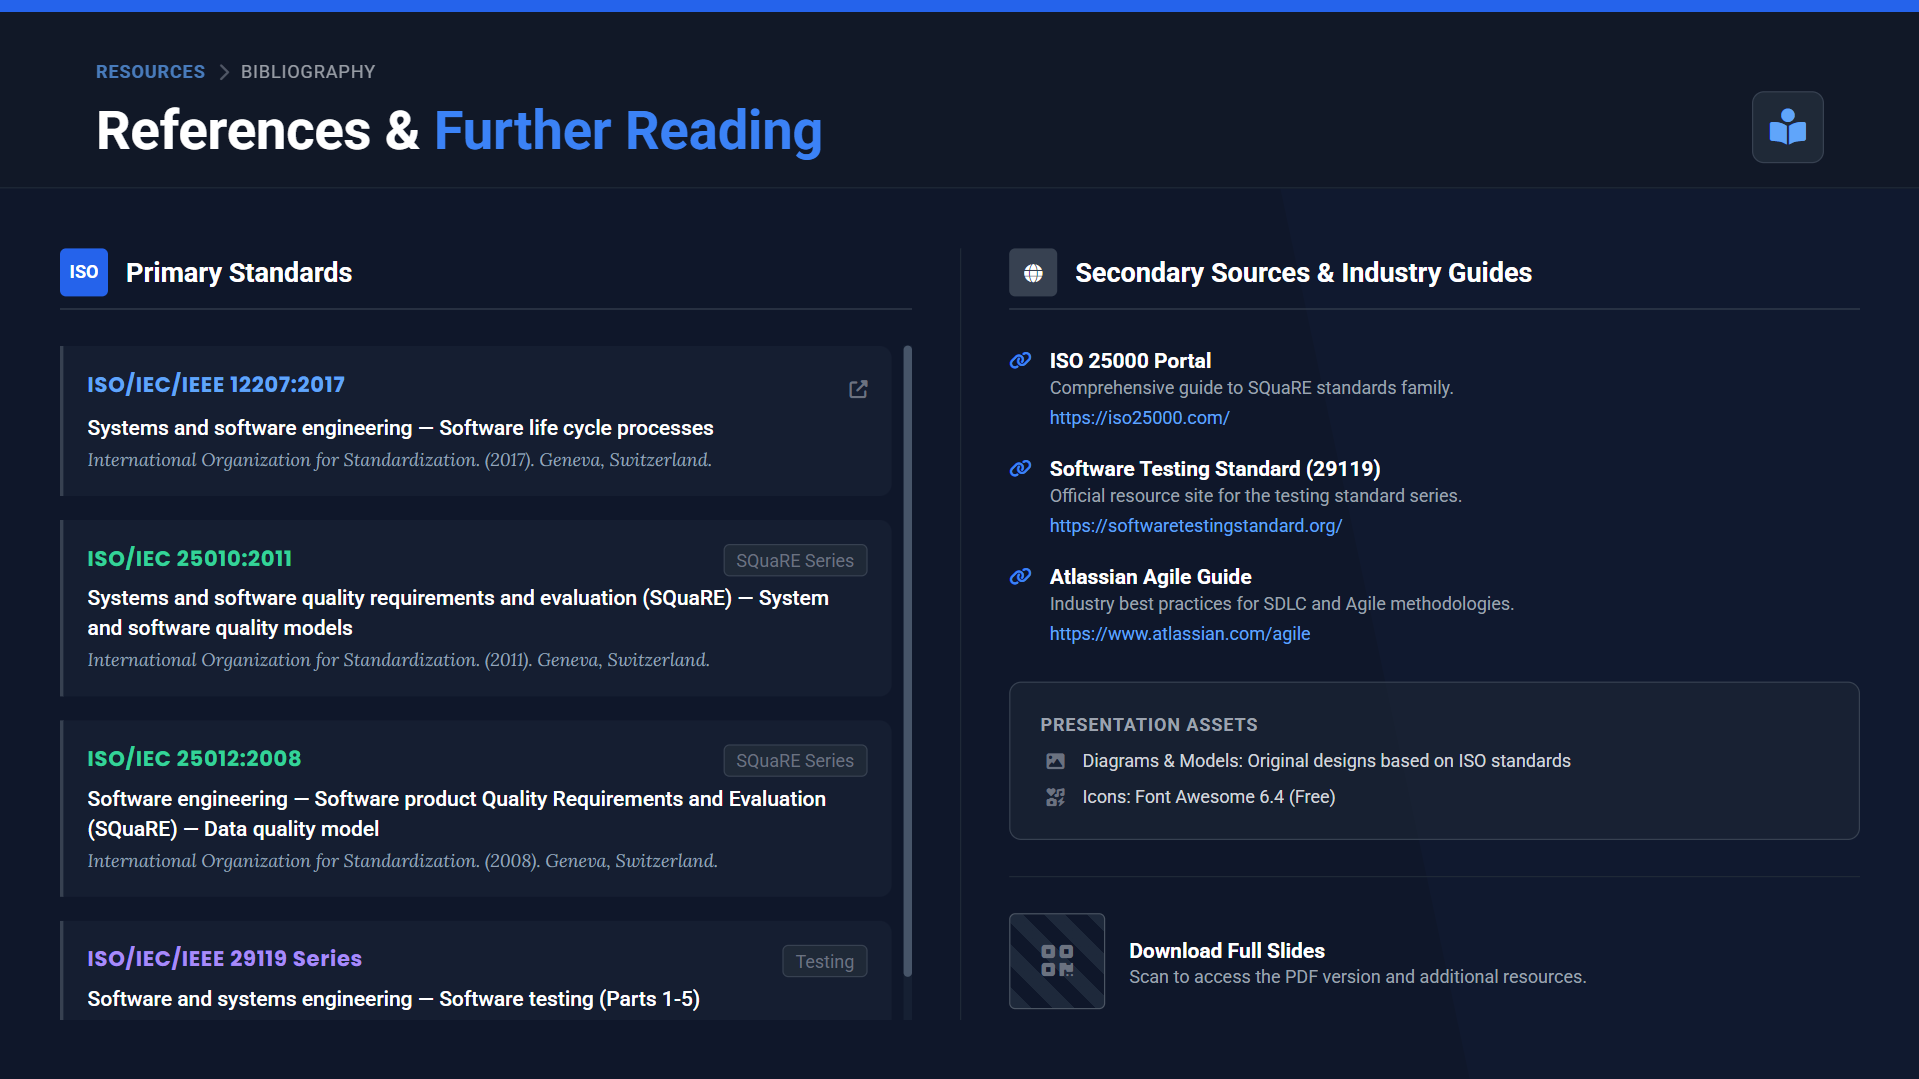 RESOURCES > BIBLIOGRAPHY
References & Further Reading
ISO Primary Standards
ISO/IEC/IEEE 12207:2017
Systems and software engineering — Software life cycle processes
International Organization for Standardization. (2017). Geneva, Switzerland.
ISO/IEC 25010:2011
SQuaRE Series
Systems and software quality requirements and evaluation (SQuaRE) — System
and software quality models
International Organization for Standardization. (2011). Geneva, Switzerland.
ISO/IEC 25012:2008
SQuaRE Series
Software engineering — Software product Quality Requirements and Evaluation
(SQuaRE) — Data quality model
International Organization for Standardization. (2008). Geneva, Switzerland.
ISO/IEC/IEEE 29119 Series
Testing
Software and systems engineering — Software testing (Parts 1-5)
Secondary Sources & Industry Guides
ISO 25000 Portal
Comprehensive guide to SQuaRE standards family.
https://iso25000.com/
Software Testing Standard (29119)
Official resource site for the testing standard series.
https://softwaretestingstandard.org/
Atlassian Agile Guide
Industry best practices for SDLC and Agile methodologies.
https://www.atlassian.com/agile
PRESENTATION ASSETS
Diagrams & Models: Original designs based on ISO standards
Icons: Font Awesome 6.4 (Free)
Download Full Slides
Scan to access the PDF version and additional resources.